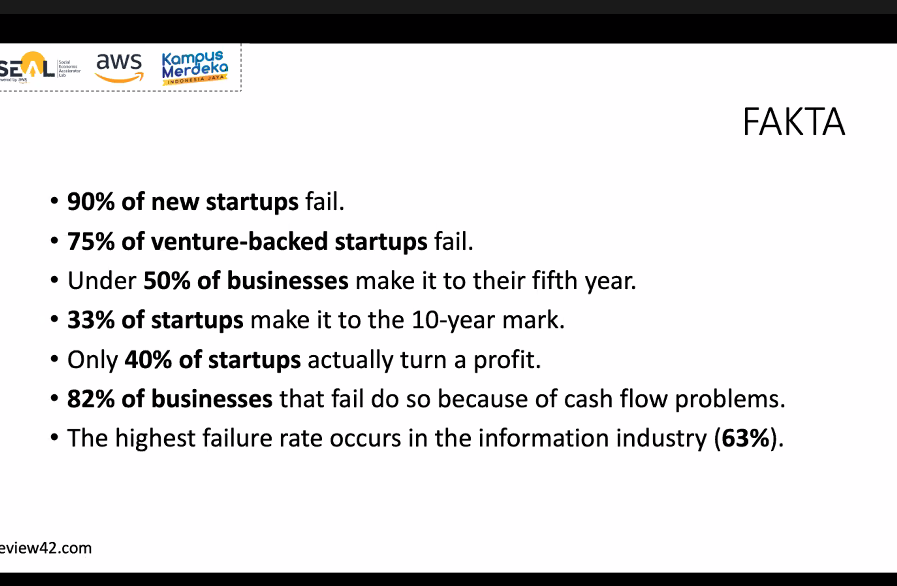 SEAL
Social
Economic
Accelerator
Lab
aws
Kampus
Merdeka
INDONESIA JAYA
FAKTA
• 90% of new startups fail.
• 75% of venture-backed startups fail.
• Under 50% of businesses make it to their fifth year.
• 33% of startups make it to the 10-year mark.
• Only 40% of startups actually turn a profit.
• 82% of businesses that fail do so because of cash flow problems.
• The highest failure rate occurs in the information industry (63%).
eview42.com